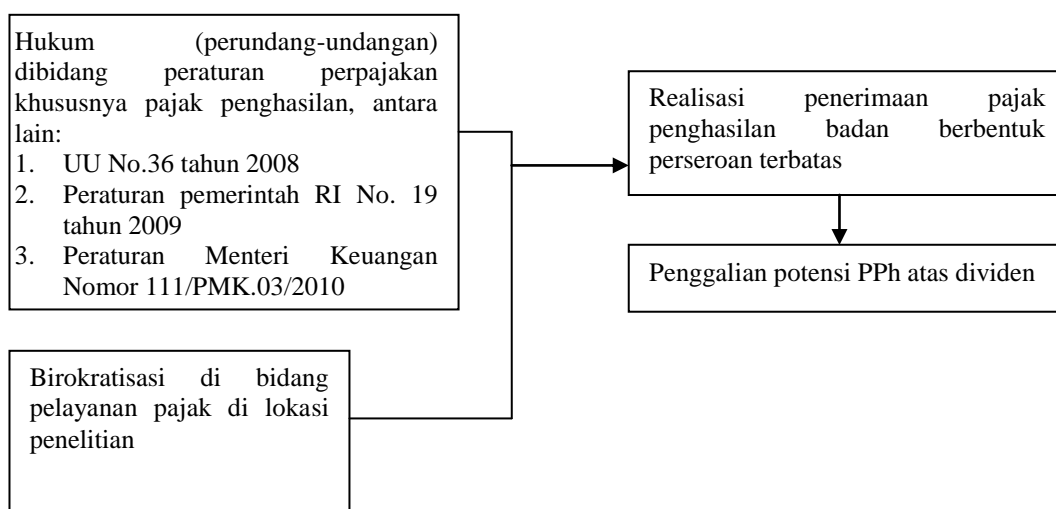 Hukum (perundang-undangan)
dibidang peraturan perpajakan
khususnya pajak penghasilan, antara
lain:
1. UU No.36 tahun 2008
2. Peraturan pemerintah RI No. 19
tahun 2009
3. Peraturan Menteri Keuangan
Nomor 111/PMK.03/2010
Birokratisasi di bidang
pelayanan pajak di lokasi
penelitian
Realisasi penerimaan pajak
penghasilan badan berbentuk
perseroan terbatas
Penggalian potensi PPh atas dividen